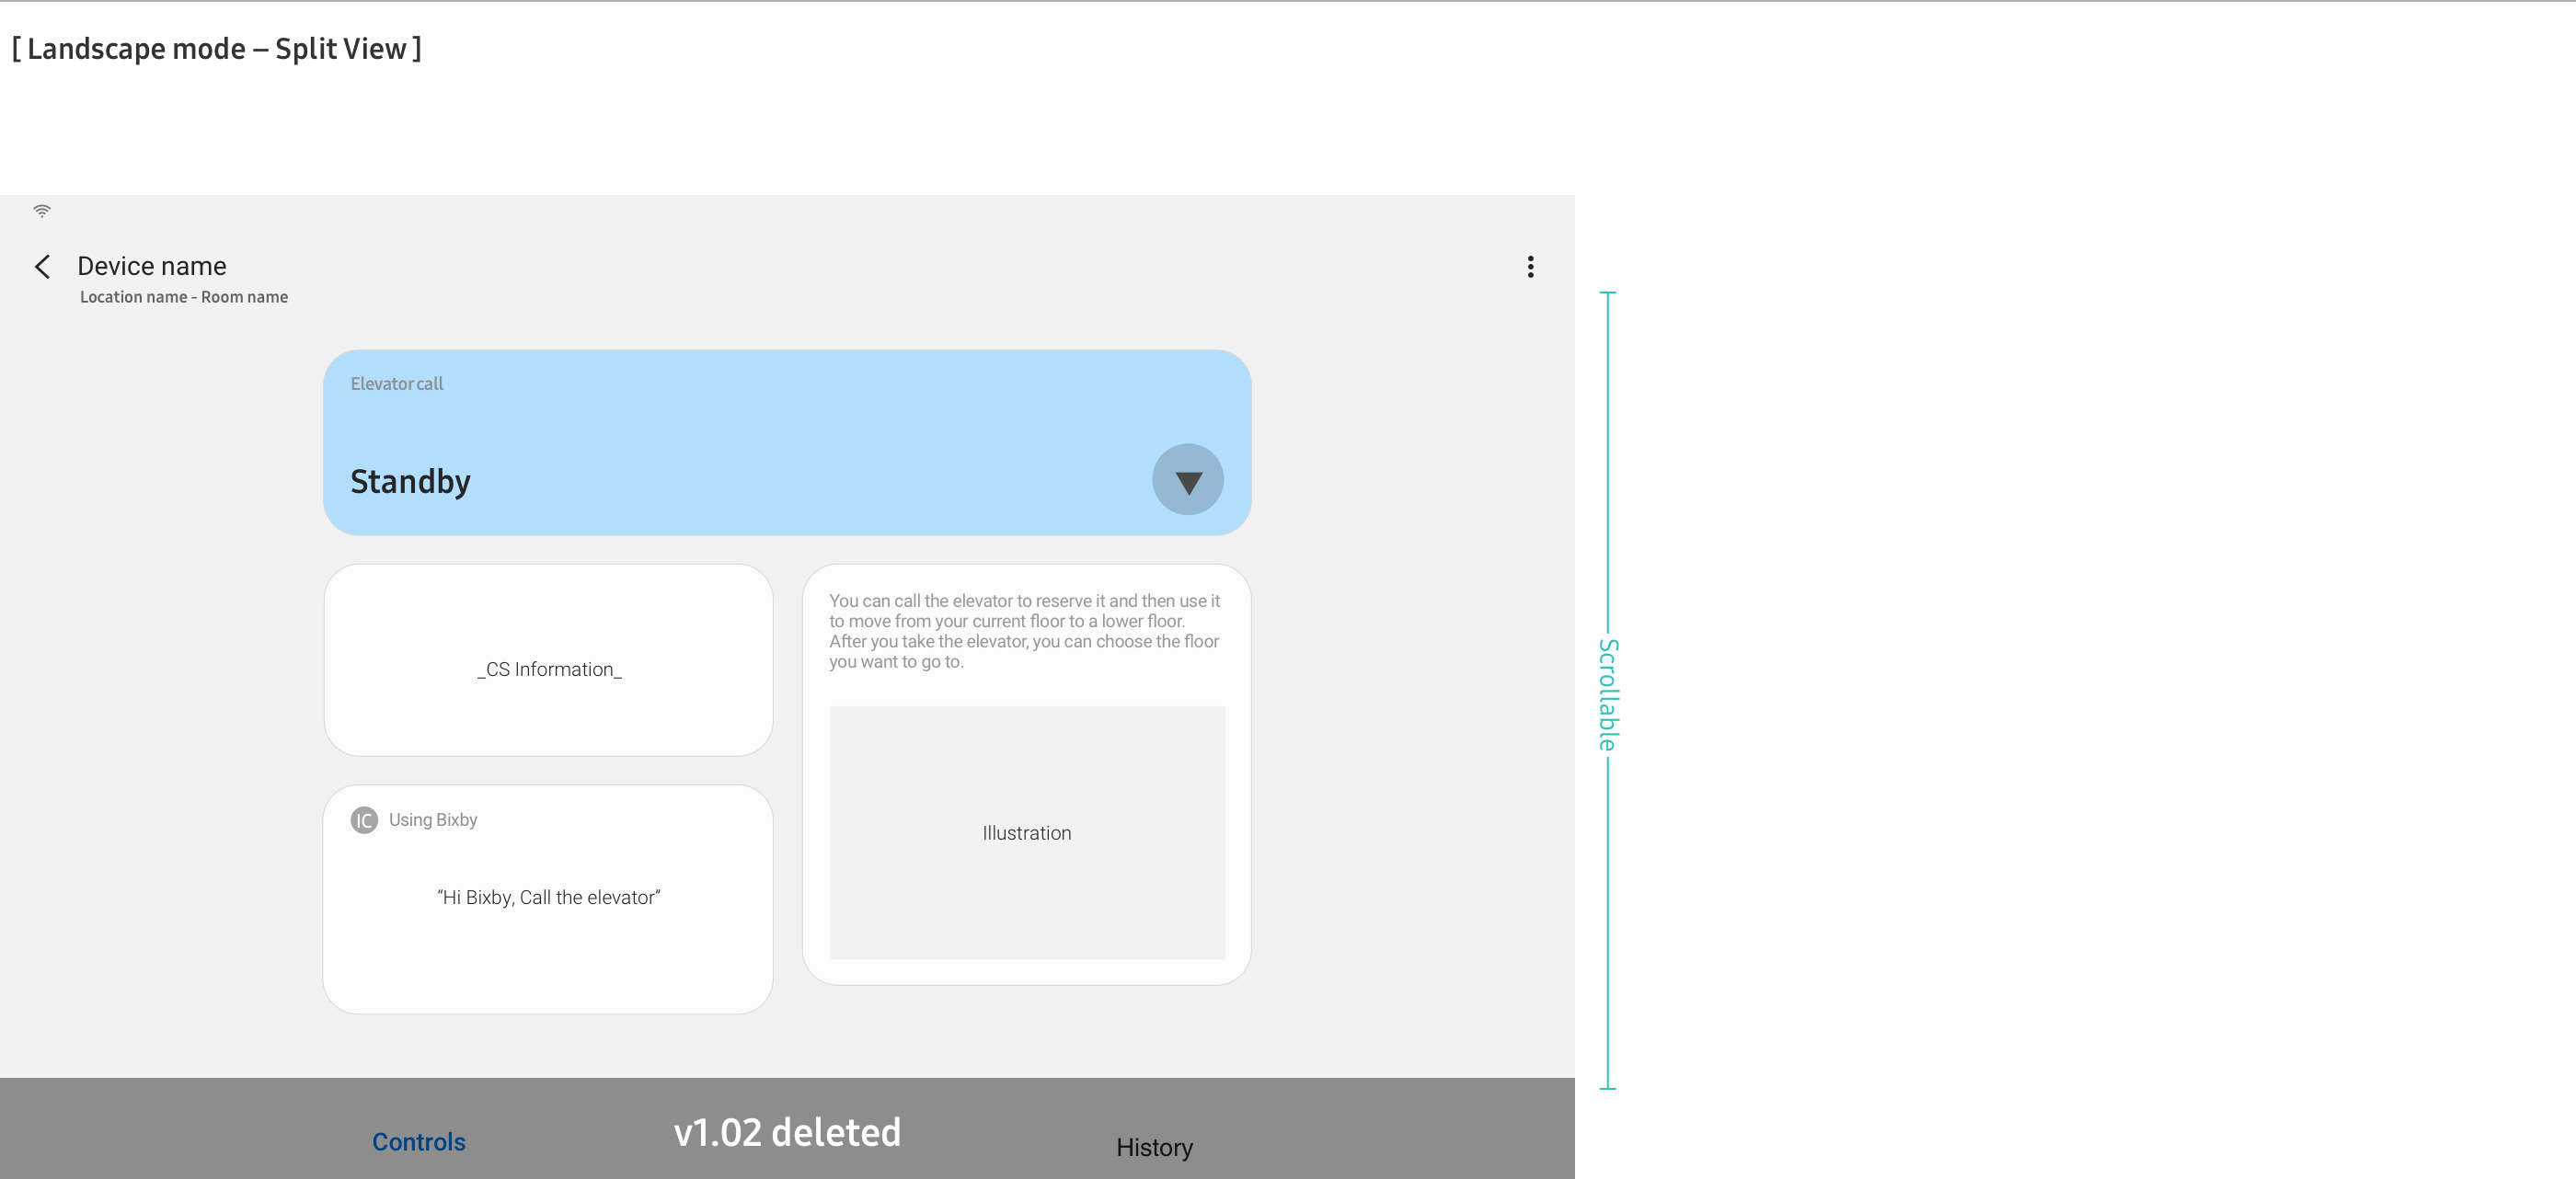 [ Landscape mode – Split View ]
Device name
Location name - Room name
Elevator call
Standby
_CS Information_
You can call the elevator to reserve it and then use it
to move from your current floor to a lower floor.
After you take the elevator, you can choose the floor
you want to go to.
Illustration
IC Using Bixby
“Hi Bixby, Call the elevator“
Scrollable
Controls
v1.02 deleted
History